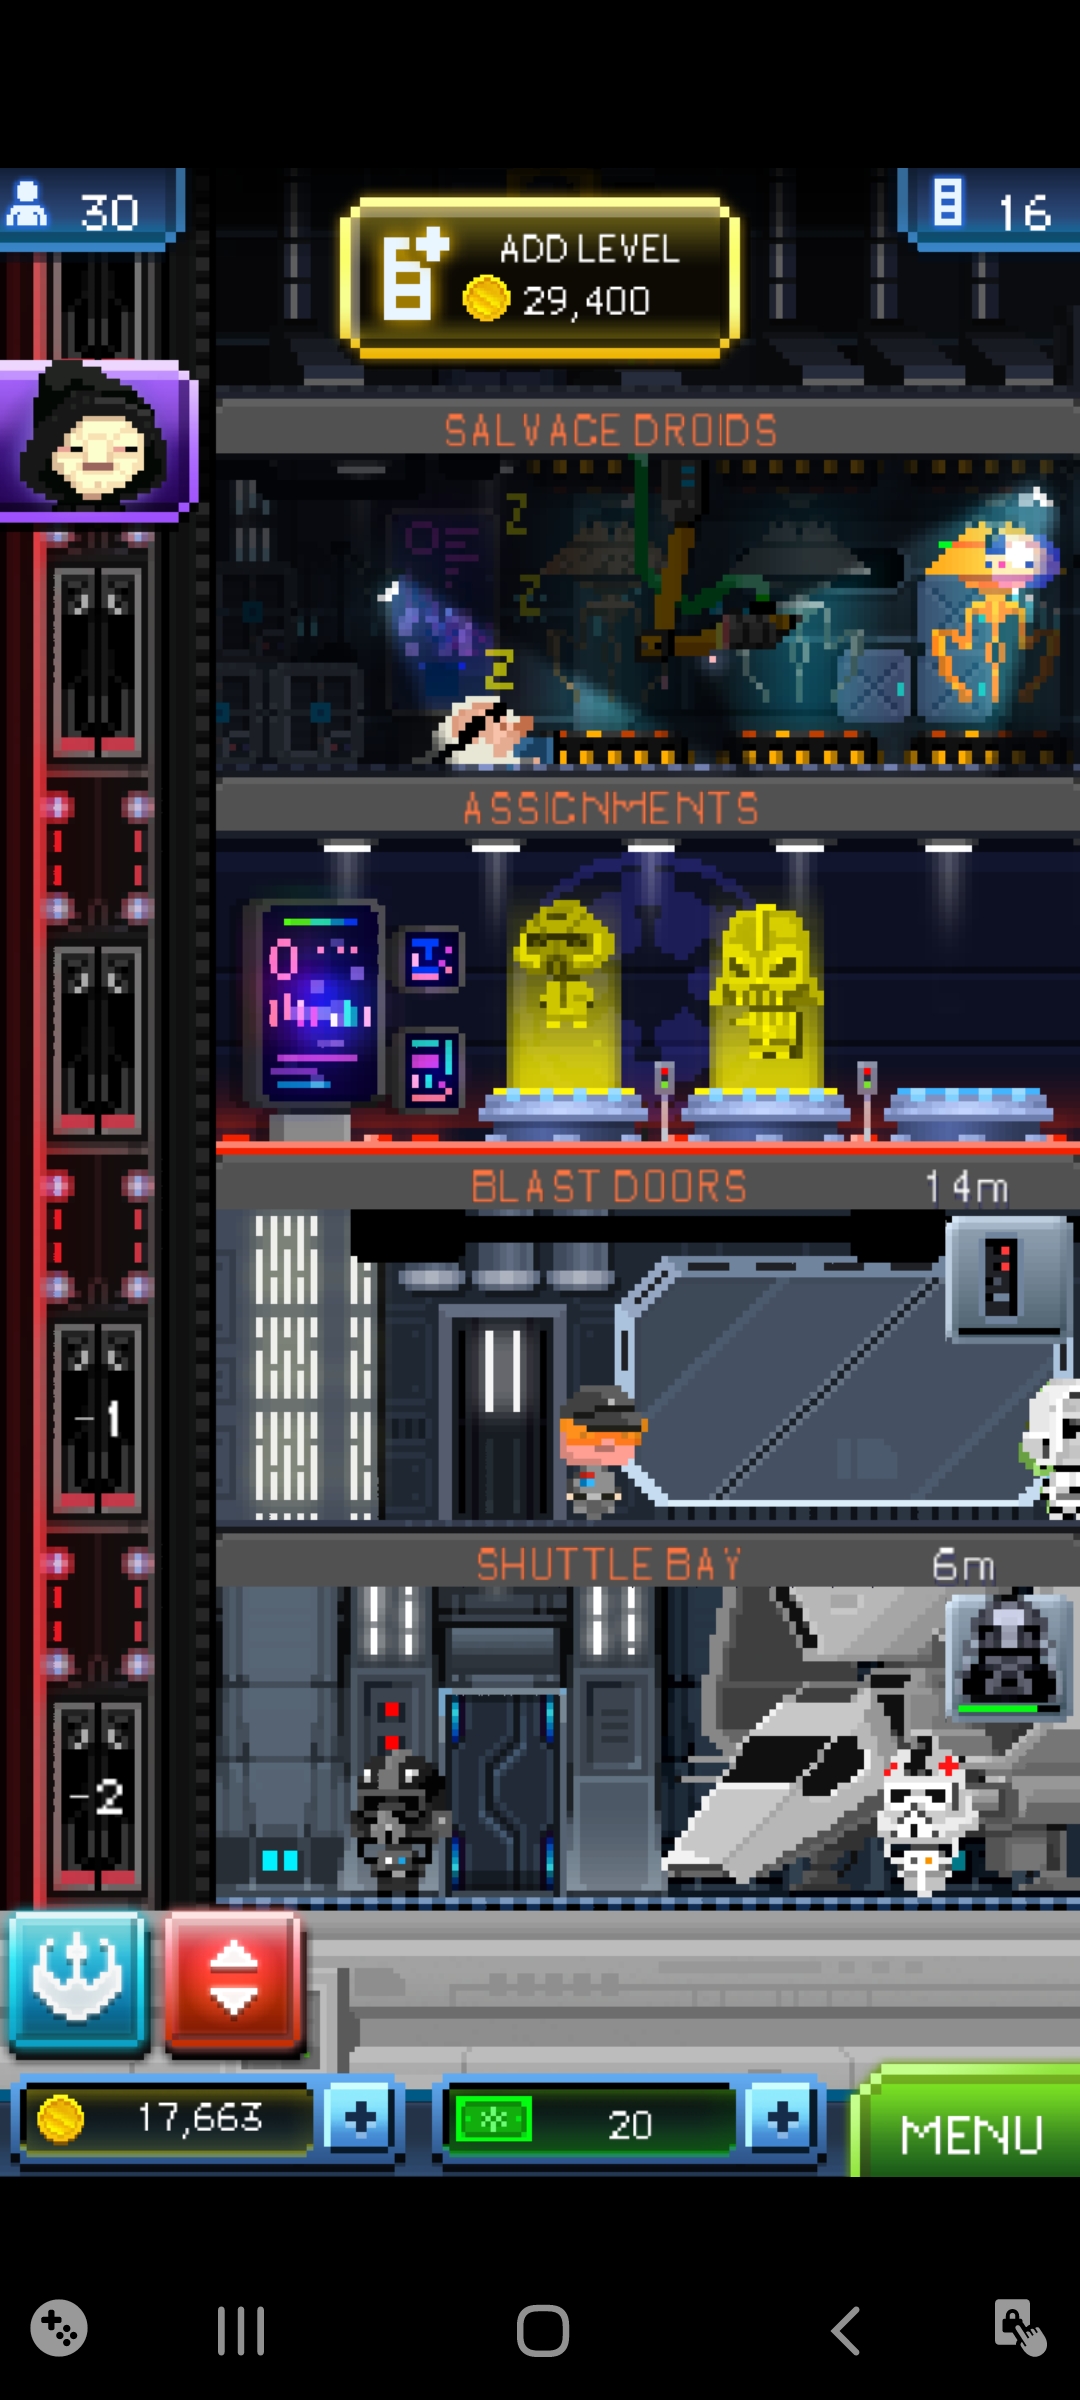 30
ADD LEVEL
29,400
16
SALVAGE DROIDS
Z
Z
Z
ASSIGNMENTS
BLAST DOORS 14m
-1
SHUTTLE BAY 6m
-2
17,663
20
MENU